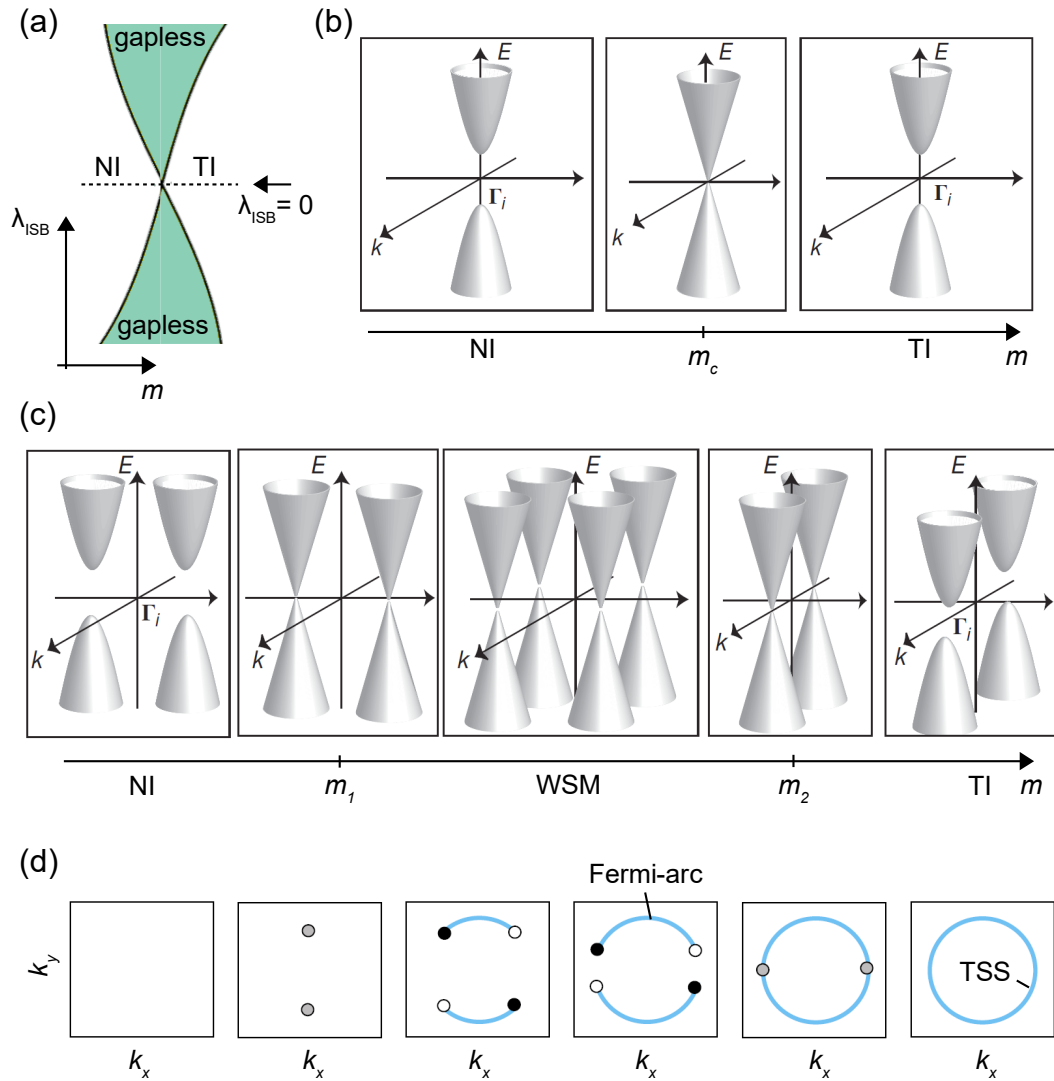 (a)
gapless
NI TI
λISB = 0
λISB
gapless
m
(b)
E E E
Γi Γi
k k k
NI mc TI m
(c)
E E E E E
Γi Γi
k k k k k
NI m1 WSM m2 TI m
(d)
Fermi-arc
ky
TSS
kx kx kx kx kx kx